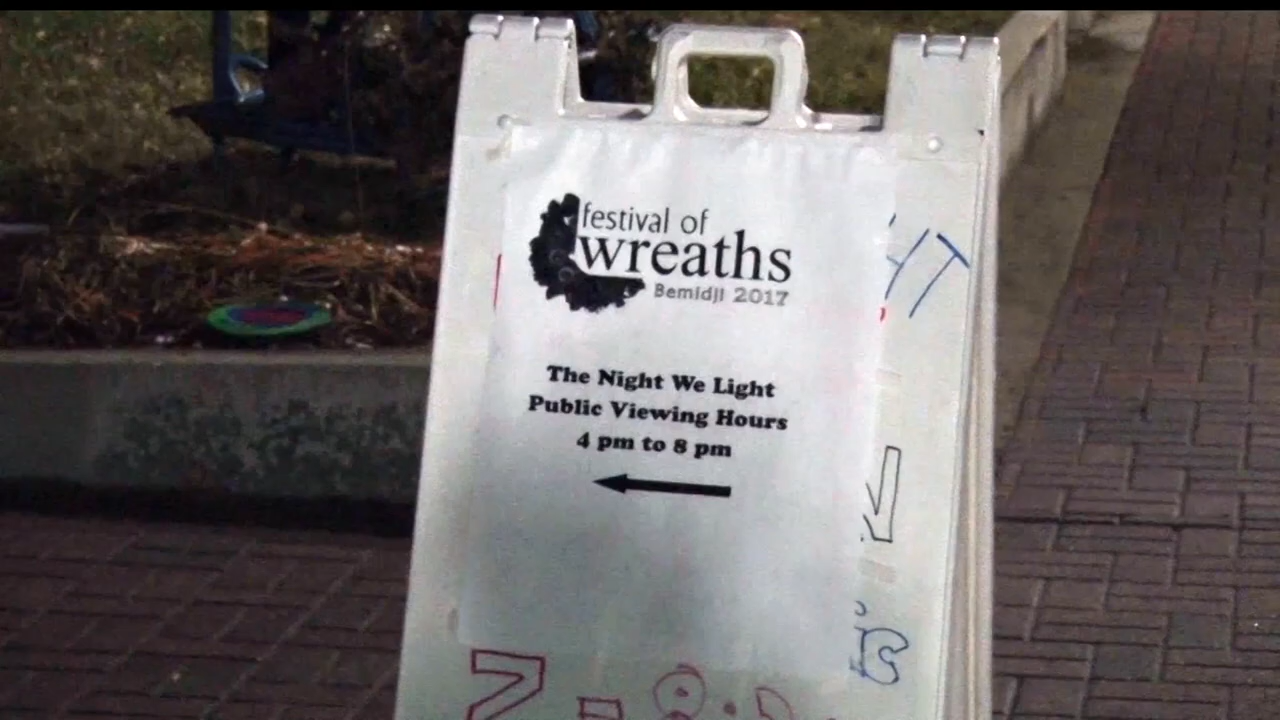 festival of
wreaths
Bemidji 2017
The Night We Light
Public Viewing Hours
4 pm to 8 pm